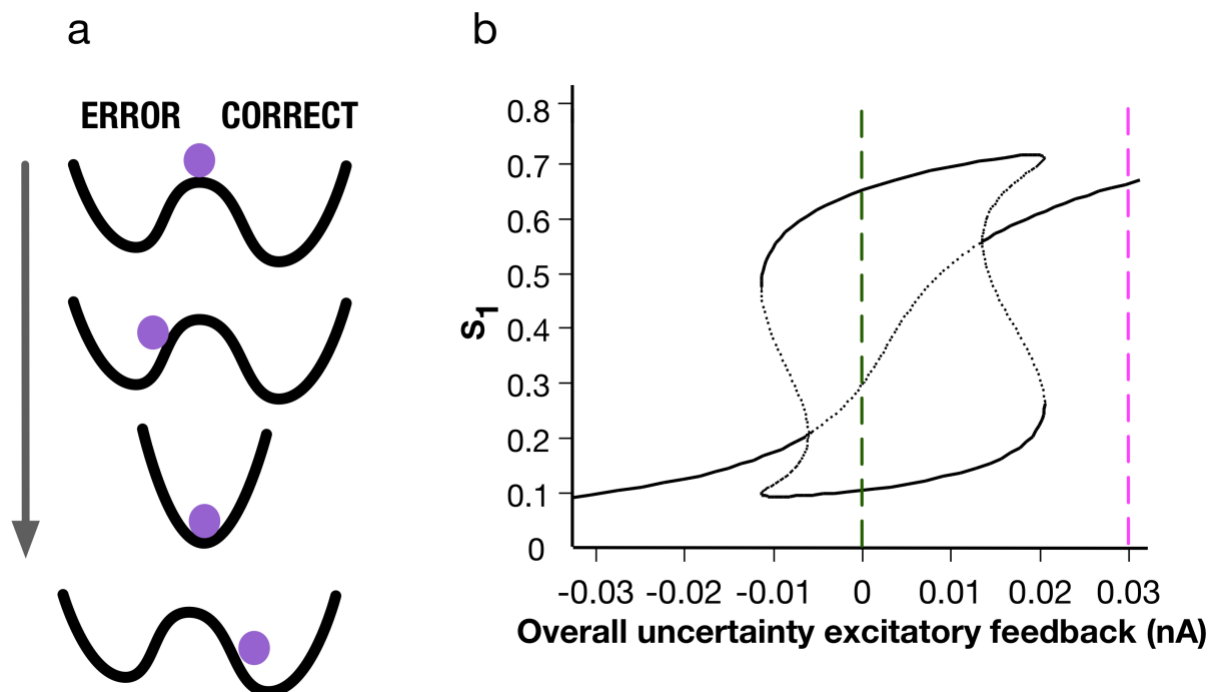 a
b
ERROR CORRECT
0.8
0.7
0.6
0.5
0.4
0.3
0.2
0.1
0
S1
-0.03 -0.02 -0.01 0 0.01 0.02 0.03
Overall uncertainty excitatory feedback (nA)